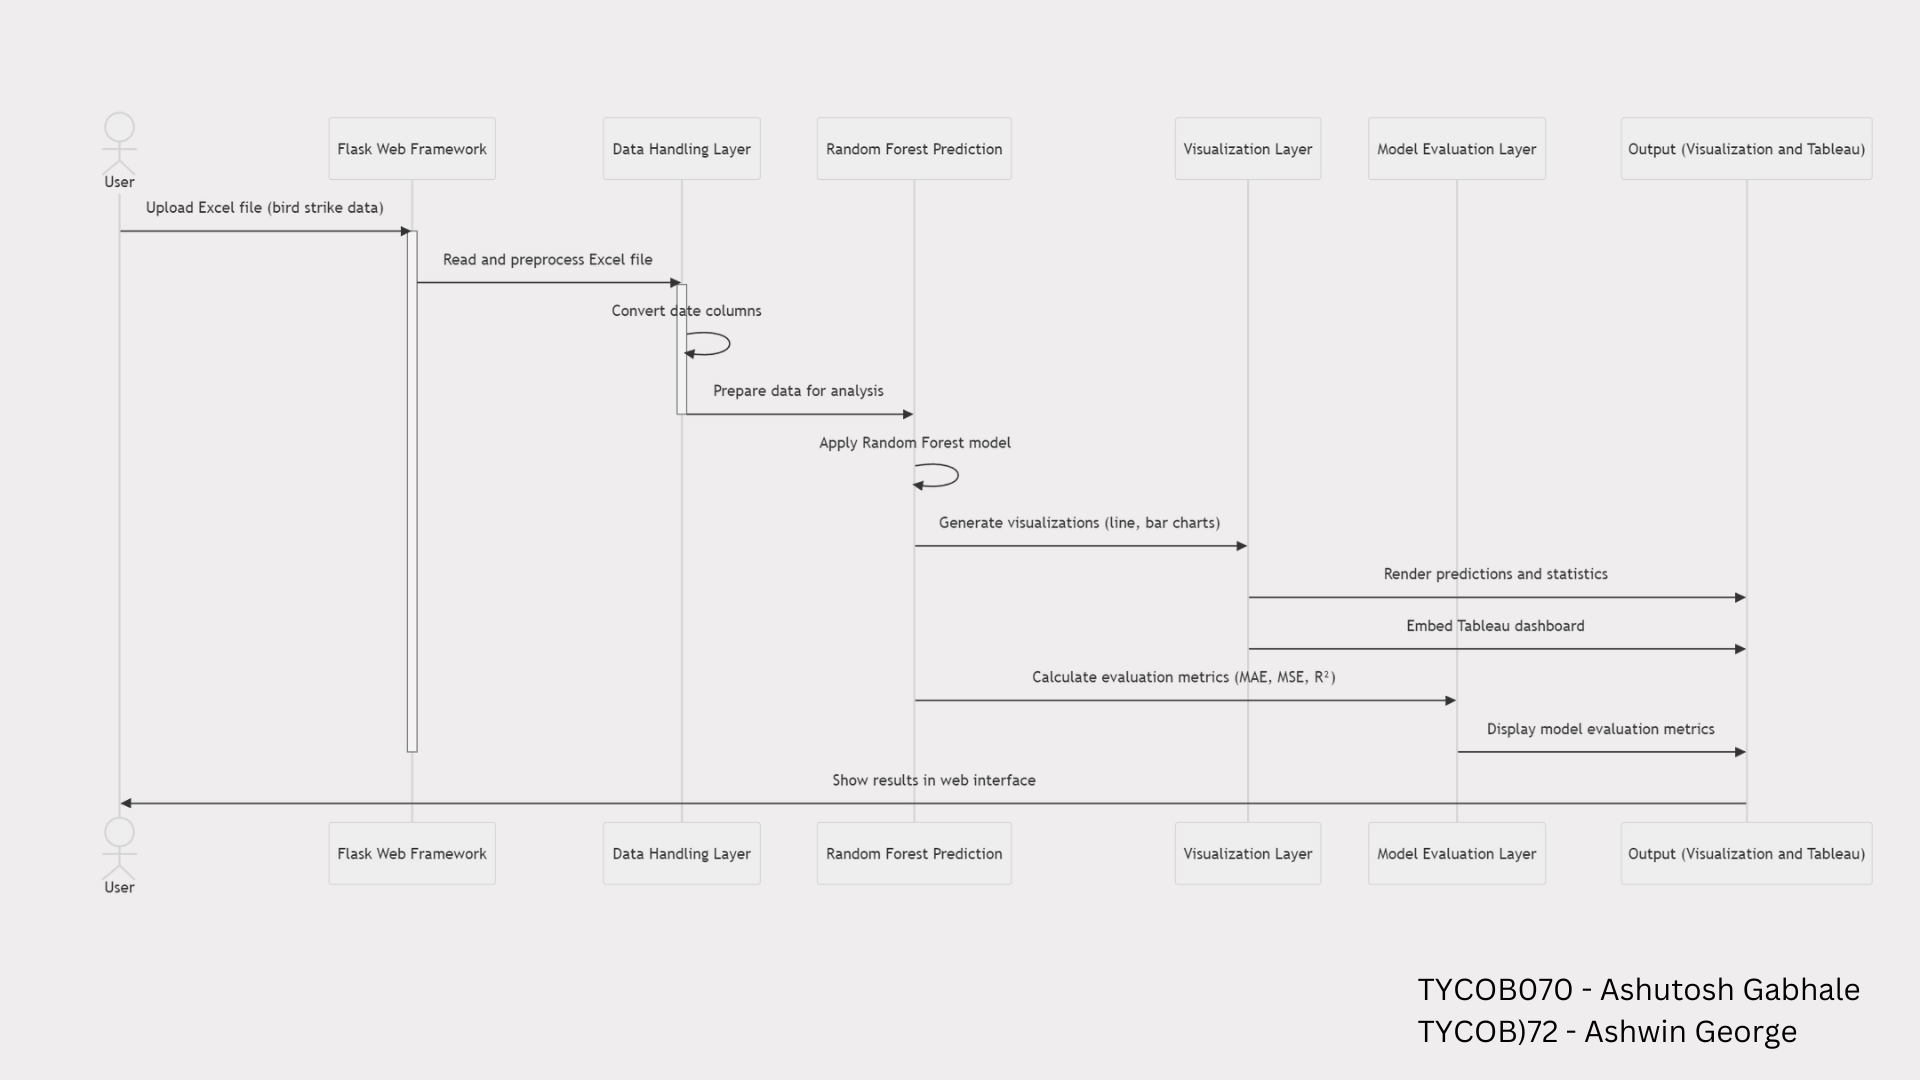 Flask Web Framework
Data Handling Layer
Random Forest Prediction
Visualization Layer
Model Evaluation Layer
Output (Visualization and Tableau)
User
Upload Excel file (bird strike data)
Read and preprocess Excel file
Convert date columns
Prepare data for analysis
Apply Random Forest model
Generate visualizations (line, bar charts)
Render predictions and statistics
Embed Tableau dashboard
Calculate evaluation metrics (MAE, MSE, R²)
Display model evaluation metrics
Show results in web interface
Flask Web Framework
Data Handling Layer
Random Forest Prediction
Visualization Layer
Model Evaluation Layer
Output (Visualization and Tableau)
User
TYCOB070 - Ashutosh Gabhale
TYCOB)72 - Ashwin George